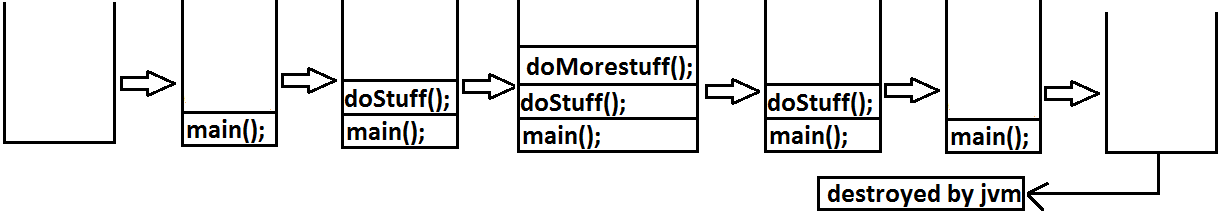 main();
doStuff();
main();
doMorestuff();
doStuff();
main();
doStuff();
main();
main();
destroyed by jvm